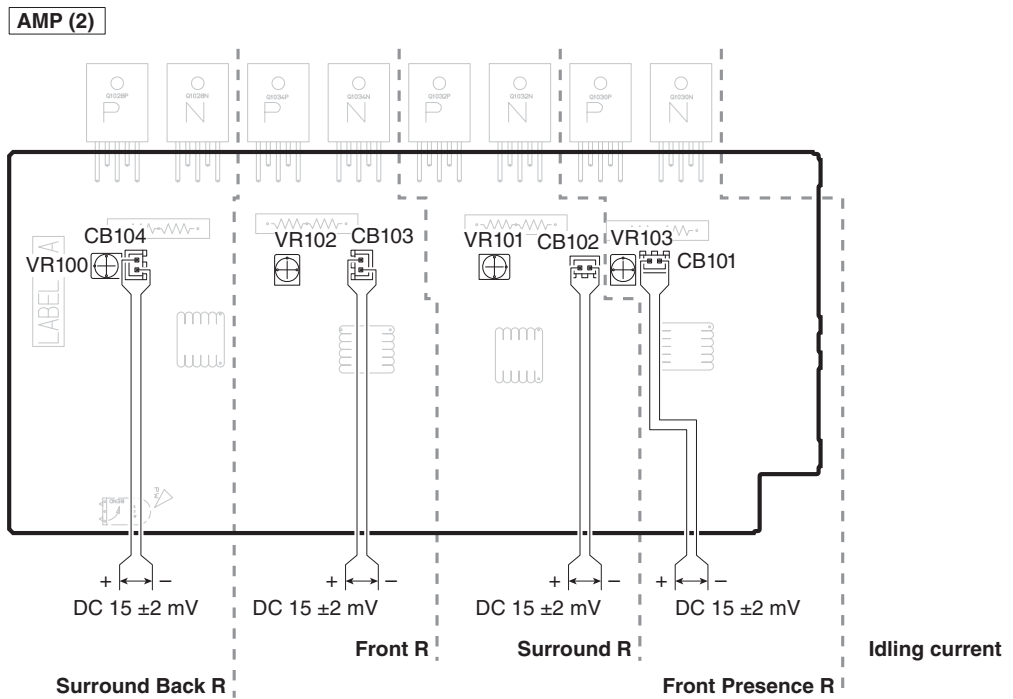 AMP (2)
Q1028P Q1028N Q1034P Q1034N Q1032P Q1032N Q1030P Q1030N
P N P N P N P N
CB104 VR102 CB103 VR101 CB102 VR103
VR100 CB101
LABEL A
+ − + − + − + −
DC 15 ±2 mV DC 15 ±2 mV DC 15 ±2 mV DC 15 ±2 mV
Front R Surround R Idling current
Surround Back R Front Presence R